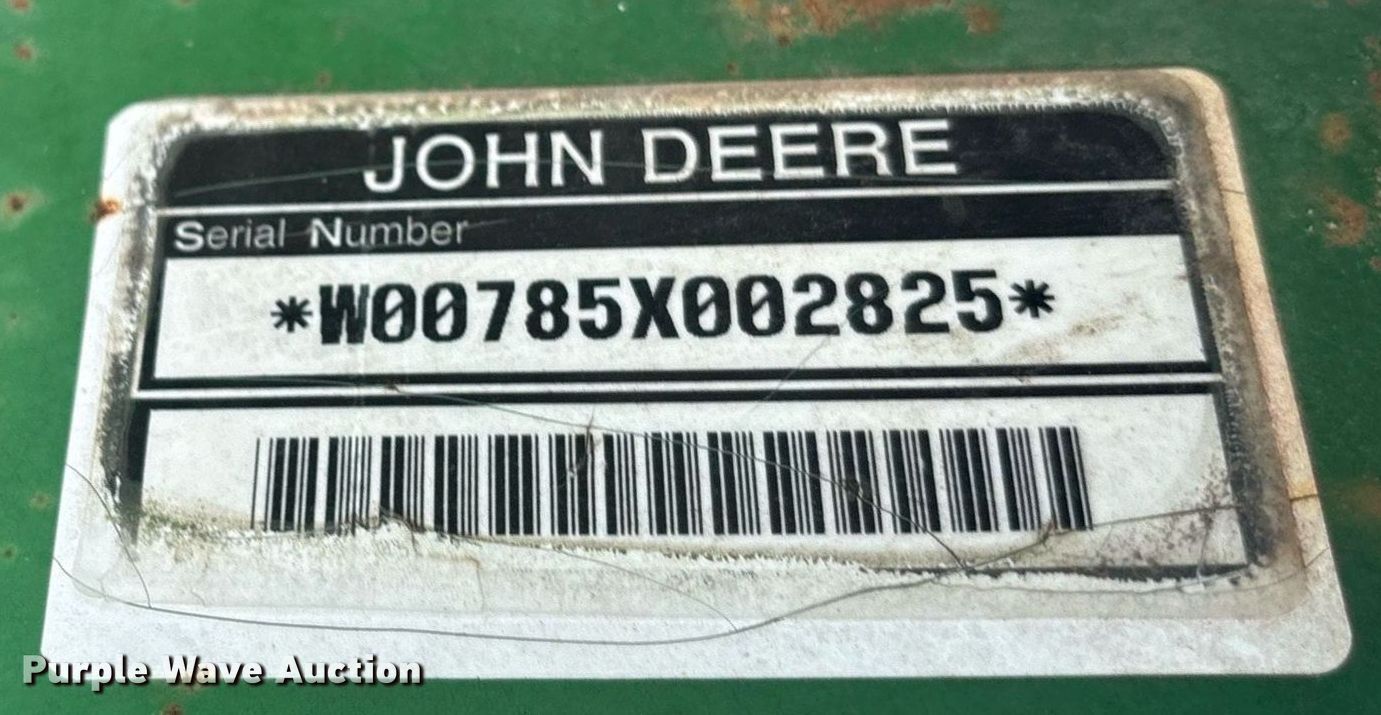 JOHN DEERE
Serial Number
*W00785X002825*
Purple Wave Auction